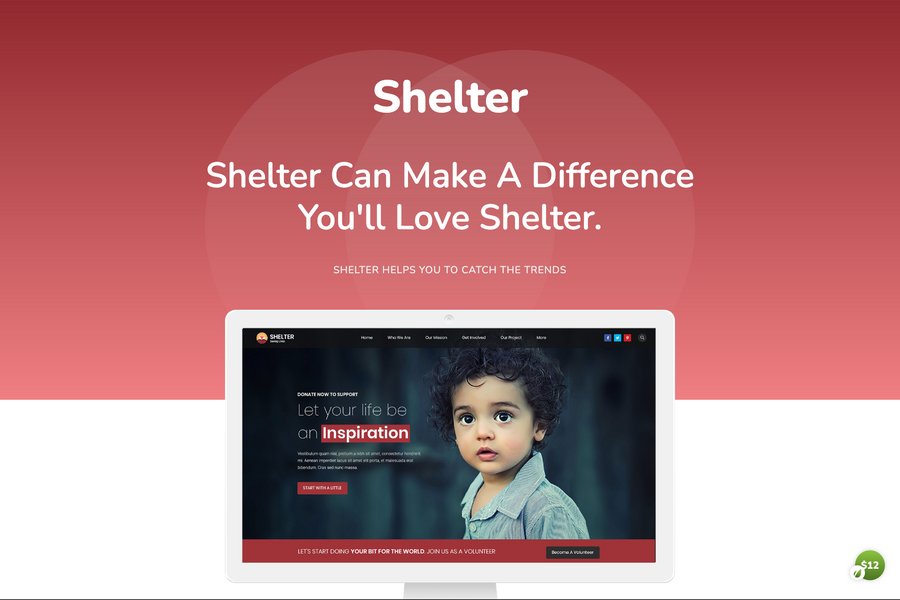 Shelter
Shelter Can Make A Difference
You'll Love Shelter.
SHELTER HELPS YOU TO CATCH THE TRENDS
SHELTER
Home Who We Are Our Mission Get Involved Our Project More
DONATE NOW TO SUPPORT
Let your life be
an Inspiration
Vestibulum quam nisl, pretium a nibh sit amet, consectetur hendrerit
mi. Aenean imperdiet lacus sit amet elit porta, et malesuada erat
bibendum. Cras sed nunc massa.
START WITH A LITTLE
LET'S START DOING YOUR BIT FOR THE WORLD. JOIN US AS A VOLUNTEER
Become A Volunteer
$12